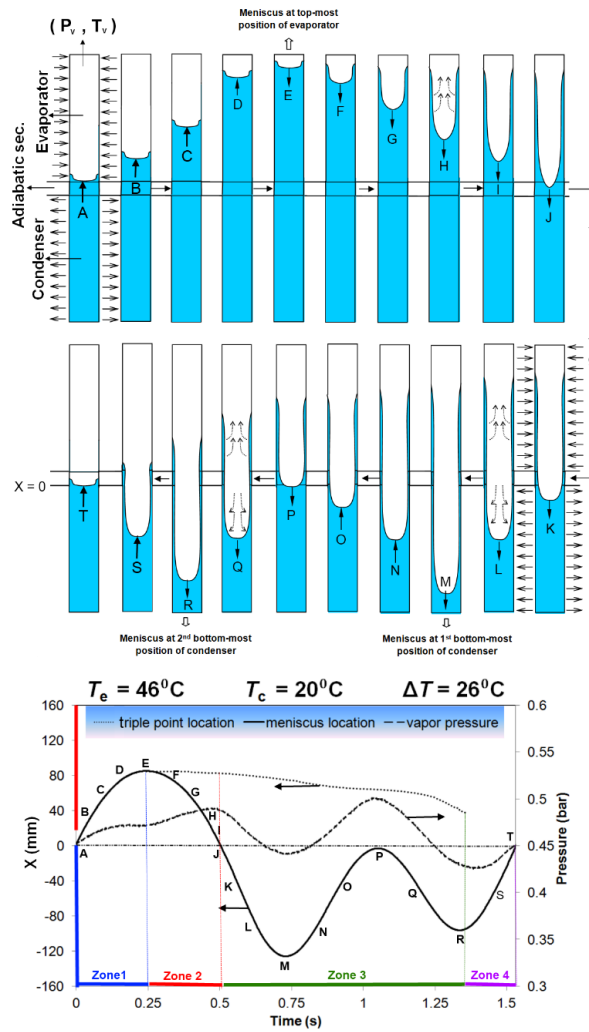 Meniscus at top-most
position of evaporator
( Pv , Tv )
Adiabatic sec.
Evaporator
Condenser
A
B
C
D
E
F
G
H
I
J
X = 0
T
S
R
Q
P
O
N
M
L
K
Meniscus at 2nd bottom-most
position of condenser
Meniscus at 1st bottom-most
position of condenser
Te = 46⁰C Tc = 20⁰C ΔT = 26⁰C
triple point location meniscus location vapor pressure
X (mm)
160
120
80
40
0
-40
-80
-120
-160
Pressure (bar)
0.6
0.55
0.5
0.45
0.4
0.35
0.3
A
B
C
D
E
F
G
H
I
J
K
L
M
N
O
P
Q
R
S
T
Zone1 Zone 2 Zone 3 Zone 4
0 0.25 0.5 0.75 1 1.25 1.5
Time (s)